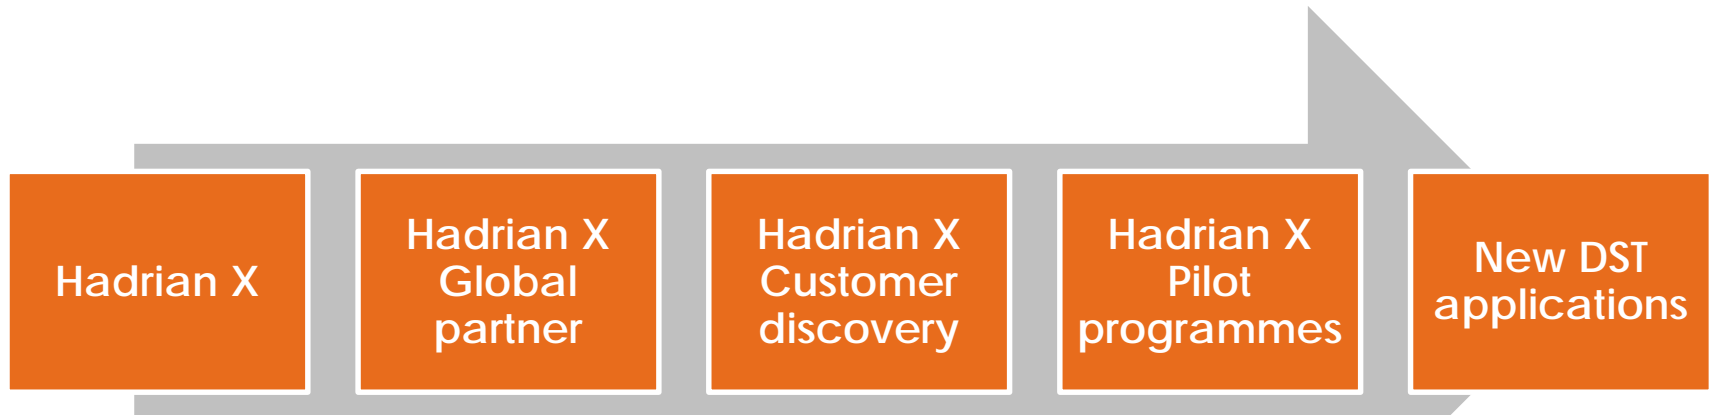 Hadrian X
Hadrian X
Global
partner
Hadrian X
Customer
discovery
Hadrian X
Pilot
programmes
New DST
applications